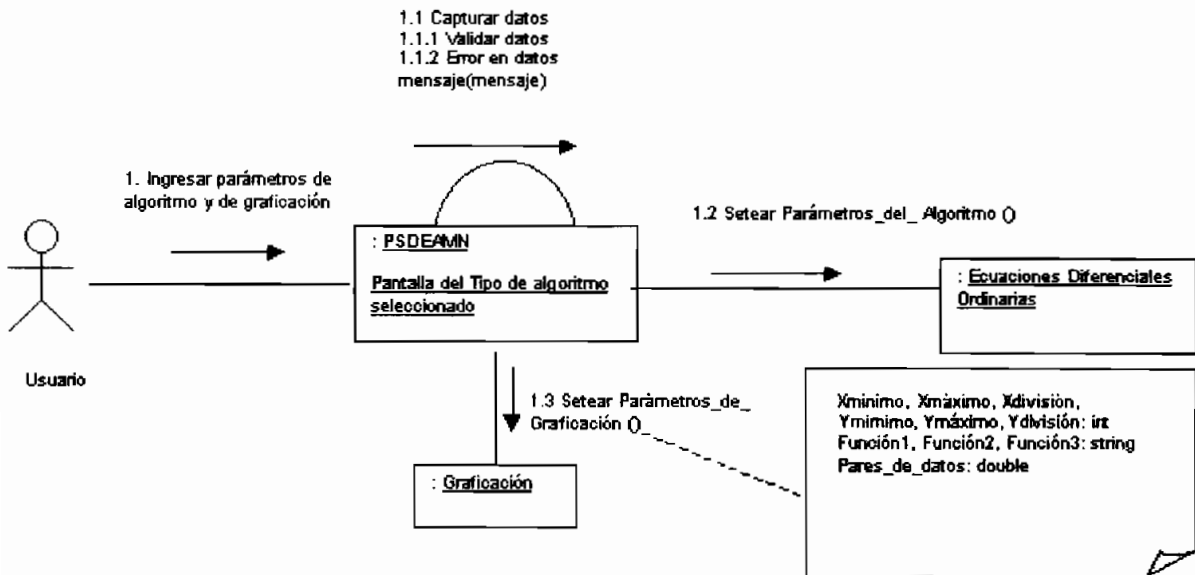 1.1 Capturar datos
1.1.1 Validar datos
1.1.2 Error en datos
mensaje(mensaje)
1. Ingresar parámetros de
algoritmo y de graficación
1.2 Setear Parámetros_del_ Algoritmo ()
: PSDEAMN
Pantalla del Tipo de algoritmo
seleccionado
: Ecuaciones Diferenciales
Ordinarias
Usuario
1.3 Setear Parámetros_de_
Graficación ()_
Xminimo, Xmàximo, Xdivisiòn,
Ymimimo, Ymáximo, Ydivisión: int
Función1, Función2, Función3: string
Pares_de_datos: double
: Graficación